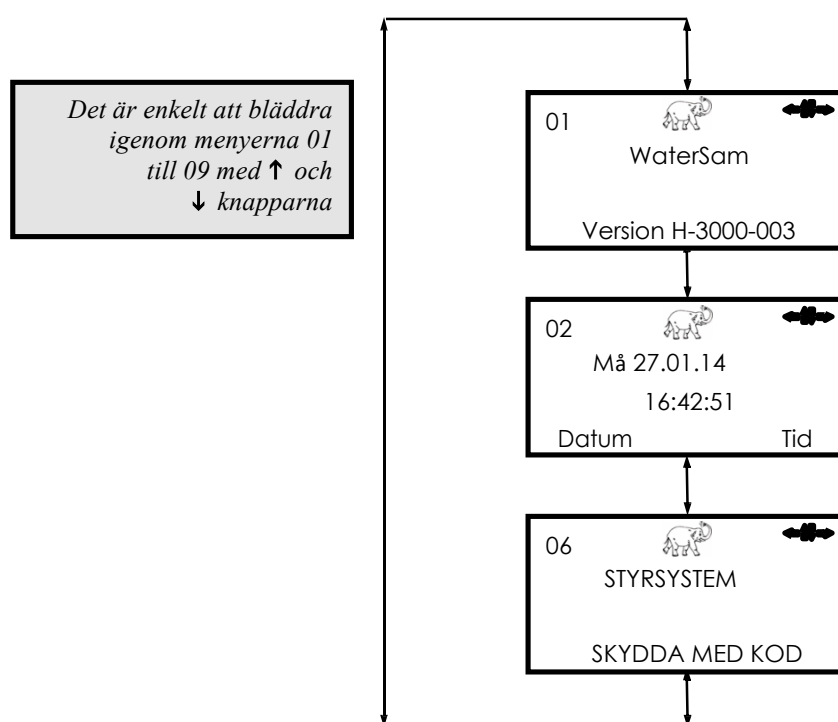 Det är enkelt att bläddra
igenom menyerna 01
till 09 med ↑ och
↓ knapparna
01
WaterSam
Version H-3000-003
02
Må 27.01.14
16:42:51
Datum Tid
06
STYRSYSTEM
SKYDDA MED KOD